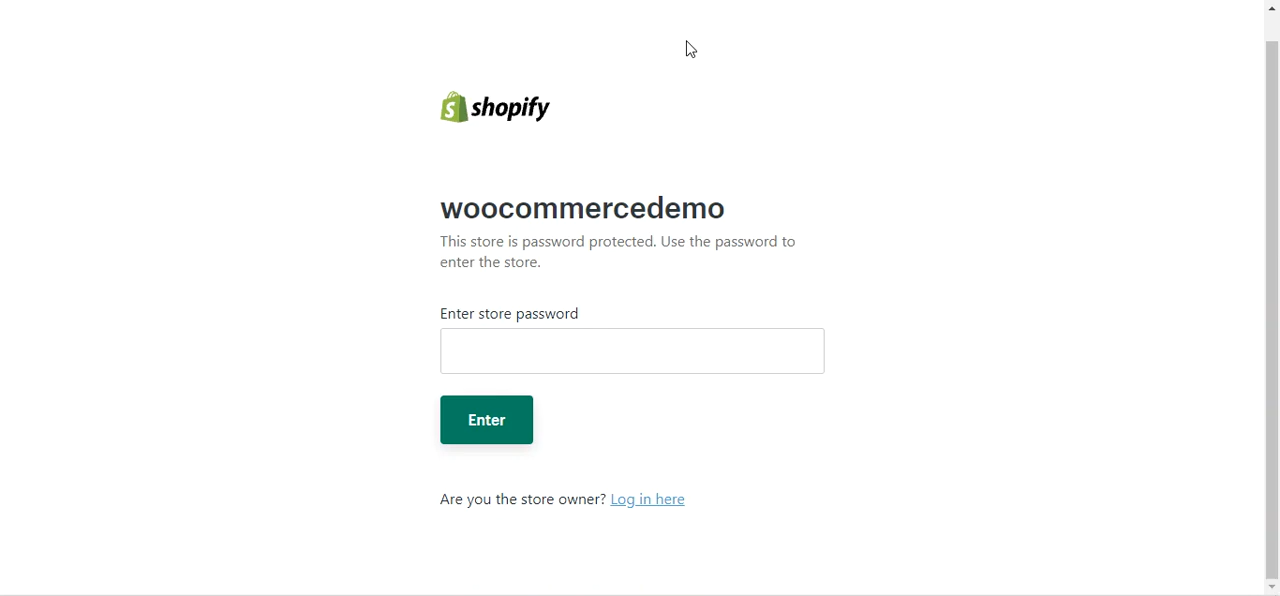 shopify
woocommercedemo
This store is password protected. Use the password to
enter the store.
Enter store password
Enter
Are you the store owner? Log in here